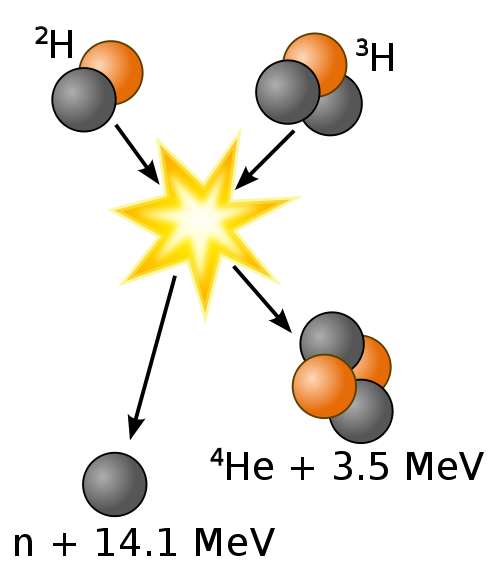 ²H
³H
⁴He + 3.5 MeV
n + 14.1 MeV